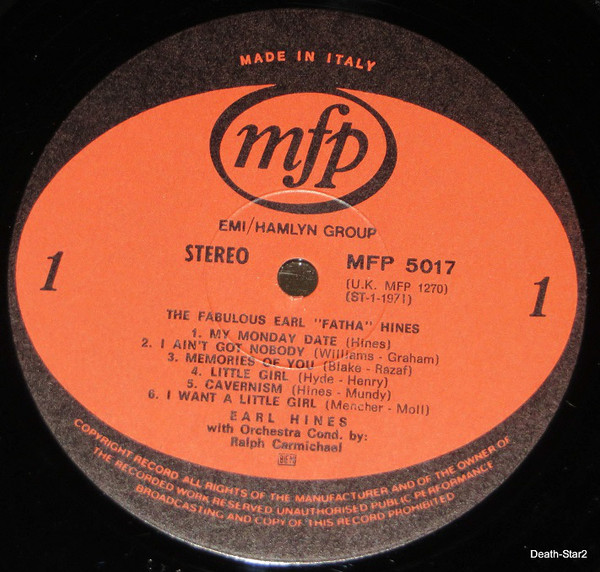 MADE IN ITALY
mfp
EMI/HAMLYN GROUP
STEREO
MFP 5017
(U.K. MFP 1270)
(ST-1-1971)
1
1
THE FABULOUS EARL "FATHA" HINES
1. MY MONDAY DATE (Hines)
2. I AIN'T GOT NOBODY (Williams - Graham)
3. MEMORIES OF YOU (Blake - Razaf)
4. LITTLE GIRL (Hyde - Henry)
5. CAVERNISM (Hines - Mundy)
6. I WANT A LITTLE GIRL (Mencher - Moll)
EARL HINES
with Orchestra Cond. by:
Ralph Carmichael
BIEM
COPYRIGHT RECORD ALL RIGHTS OF THE MANUFACTURER AND OF THE OWNER OF
THE RECORDED WORK RESERVED UNAUTHORISED PUBLIC PERFORMANCE
BROADCASTING AND COPY OF THIS RECORD PROHIBITED
Death-Star2